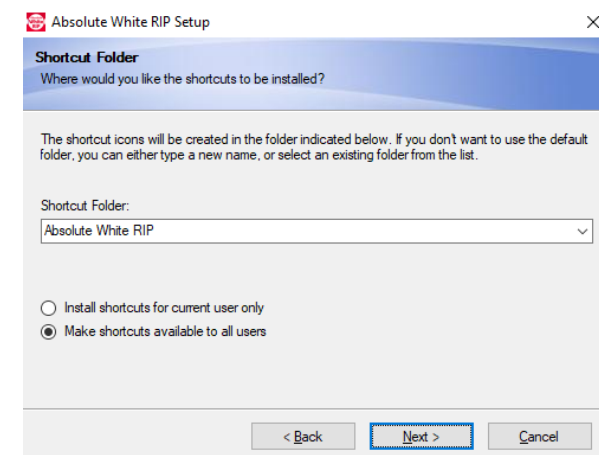 Absolute White RIP Setup
Shortcut Folder
Where would you like the shortcuts to be installed?
The shortcut icons will be created in the folder indicated below. If you don't want to use the default
folder, you can either type a new name, or select an existing folder from the list.
Shortcut Folder:
Absolute White RIP
Install shortcuts for current user only
Make shortcuts available to all users
< Back
Next >
Cancel